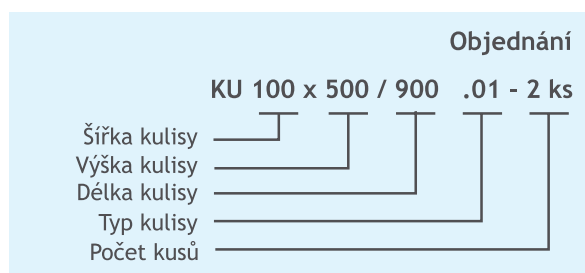 Objednání
KU 100 x 500 / 900 .01 - 2 ks
Šířka kulisy
Výška kulisy
Délka kulisy
Typ kulisy
Počet kusů